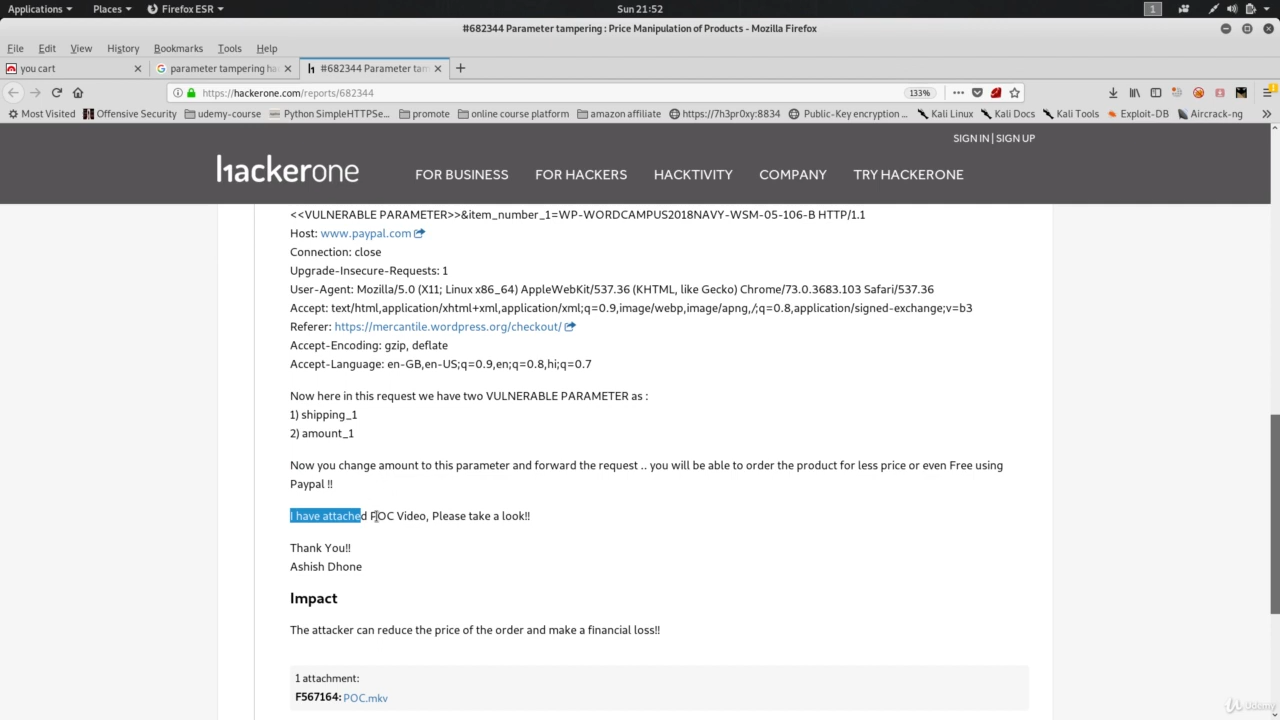 Applications Places Firefox ESR Sun 21:52 1
#682344 Parameter tampering : Price Manipulation of Products - Mozilla Firefox
File Edit View History Bookmarks Tools Help
you cart parameter tampering ha #682344 Parameter tam
https://hackerone.com/reports/682344 133%
Most Visited Offensive Security udemy-course Python SimpleHTTPSe... promote online course platform amazon affiliate https://7h3pr0xy:8834 Public-Key encryption ... Kali Linux Kali Docs Kali Tools Exploit-DB Aircrack-ng
SIGN IN | SIGN UP
hackerone FOR BUSINESS FOR HACKERS HACKTIVITY COMPANY TRY HACKERONE
<<VULNERABLE PARAMETER>>&item_number_1=WP-WORDCAMPUS2018NAVY-WSM-05-106-B HTTP/1.1
Host: www.paypal.com
Connection: close
Upgrade-Insecure-Requests: 1
User-Agent: Mozilla/5.0 (X11; Linux x86_64) AppleWebKit/537.36 (KHTML, like Gecko) Chrome/73.0.3683.103 Safari/537.36
Accept: text/html,application/xhtml+xml,application/xml;q=0.9,image/webp,image/apng,/;q=0.8,application/signed-exchange;v=b3
Referer: https://mercantile.wordpress.org/checkout/
Accept-Encoding: gzip, deflate
Accept-Language: en-GB,en-US;q=0.9,en;q=0.8,hi;q=0.7
Now here in this request we have two VULNERABLE PARAMETER as :
1) shipping_1
2) amount_1
Now you change amount to this parameter and forward the request .. you will be able to order the product for less price or even Free using
Paypal !!
I have attached POC Video, Please take a look!!
Thank You!!
Ashish Dhone
Impact
The attacker can reduce the price of the order and make a financial loss!!
1 attachment:
F567164: POC.mkv
Udemy